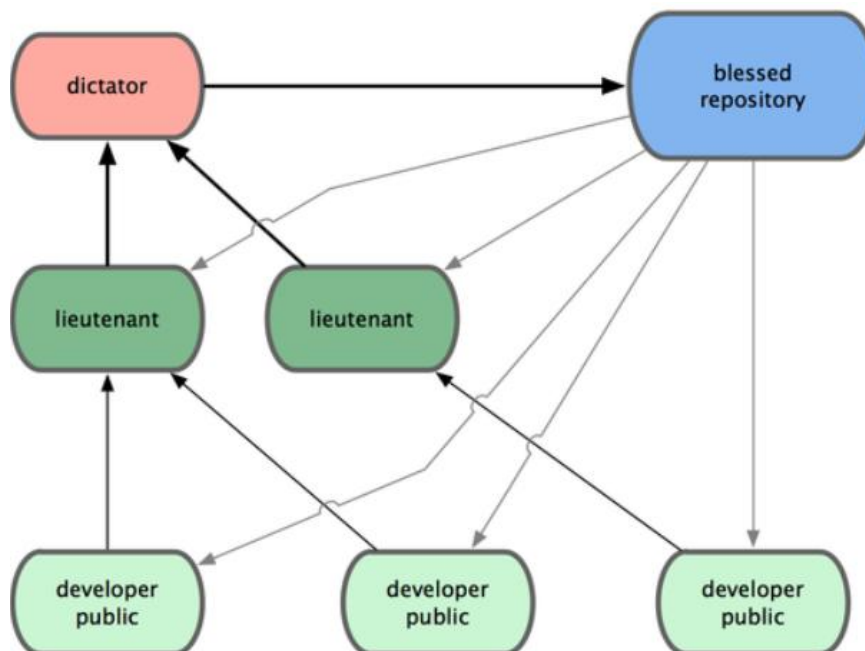 dictator
blessed
repository
lieutenant
lieutenant
developer
public
developer
public
developer
public